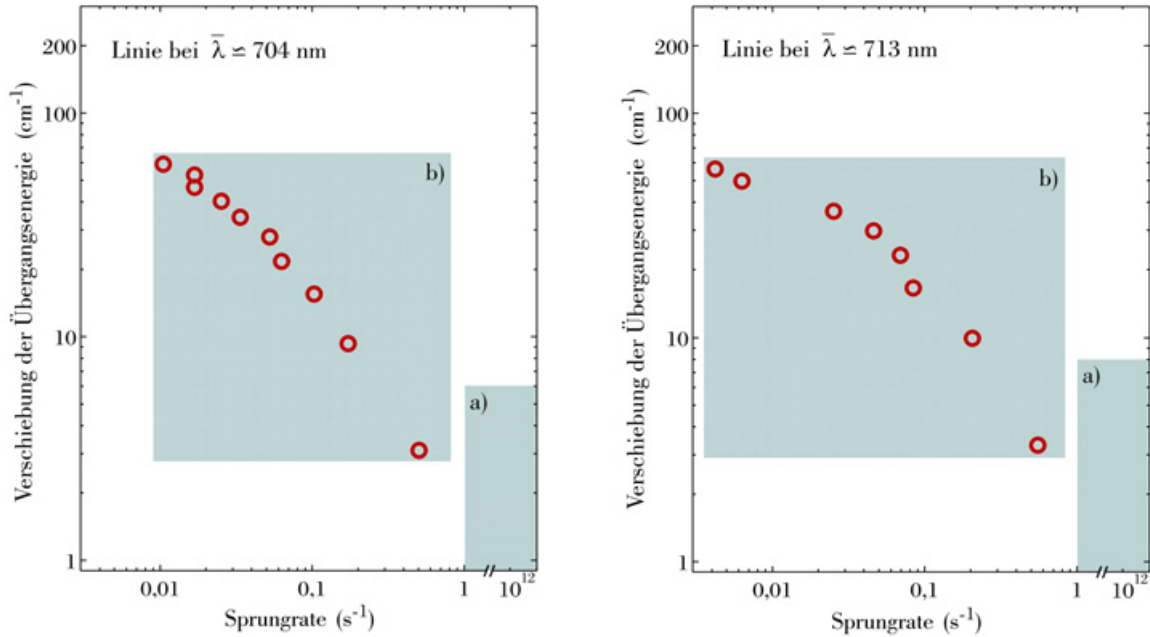 Linie bei λ̄ ≃ 704 nm
Verschiebung der Übergangsenergie (cm⁻¹)
200
100
10
1
b)
a)
0,01
0,1
1
10¹²
Sprungrate (s⁻¹)
Linie bei λ̄ ≃ 713 nm
Verschiebung der Übergangsenergie (cm⁻¹)
200
100
10
1
b)
a)
0,01
0,1
1
10¹²
Sprungrate (s⁻¹)